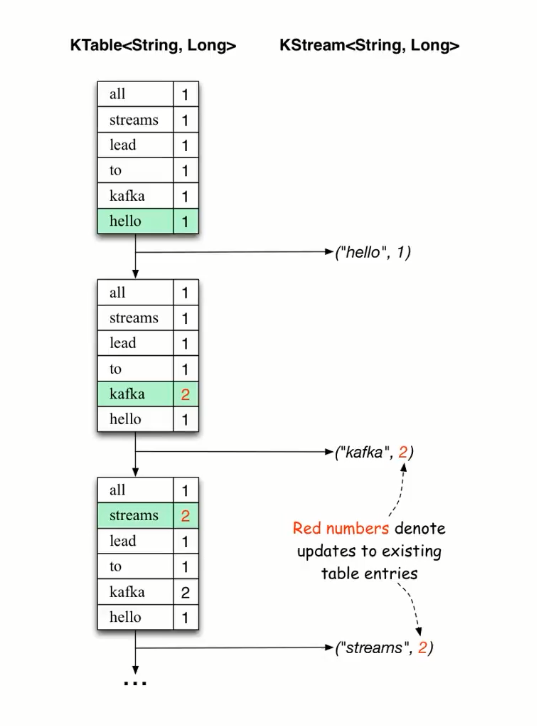 KTable<String, Long> KStream<String, Long>
all 1
streams 1
lead 1
to 1
kafka 1
hello 1
("hello", 1)
all 1
streams 1
lead 1
to 1
kafka 2
hello 1
("kafka", 2)
all 1
streams 2
lead 1
to 1
kafka 2
hello 1
Red numbers denote
updates to existing
table entries
("streams", 2)
...